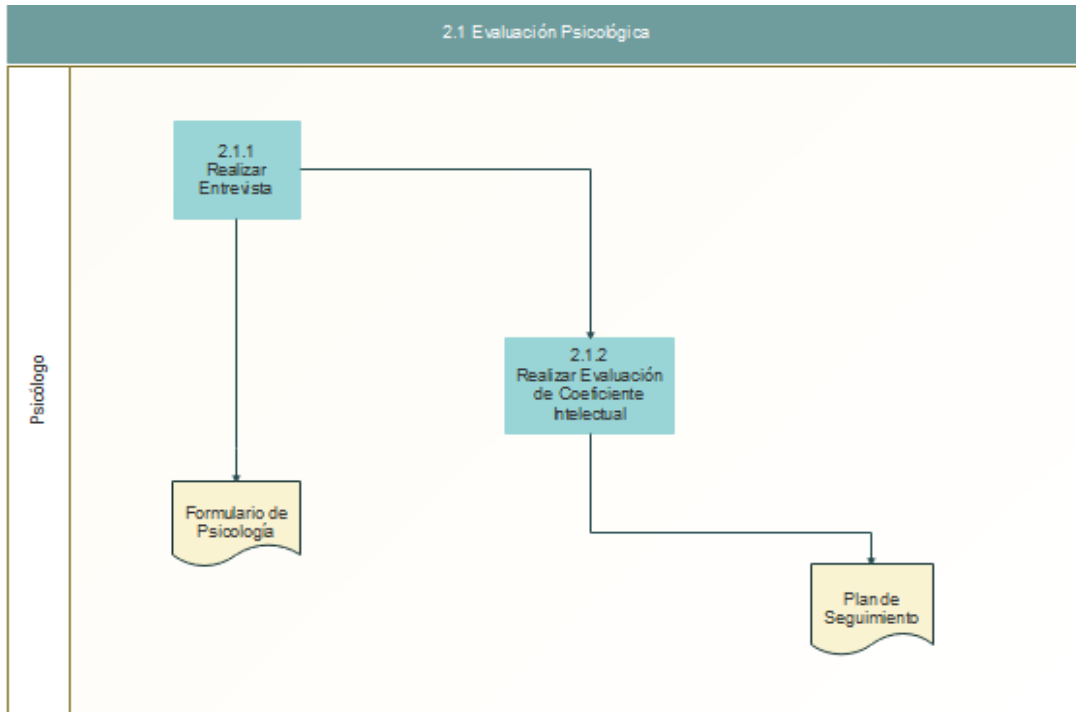 2.1 Evaluación Psicológica
Psicólogo
2.1.1
Realizar
Entrevista
2.1.2
Realizar Evaluación
de Coeficiente
Intelectual
Formulario de
Psicología
Plan de
Seguimiento